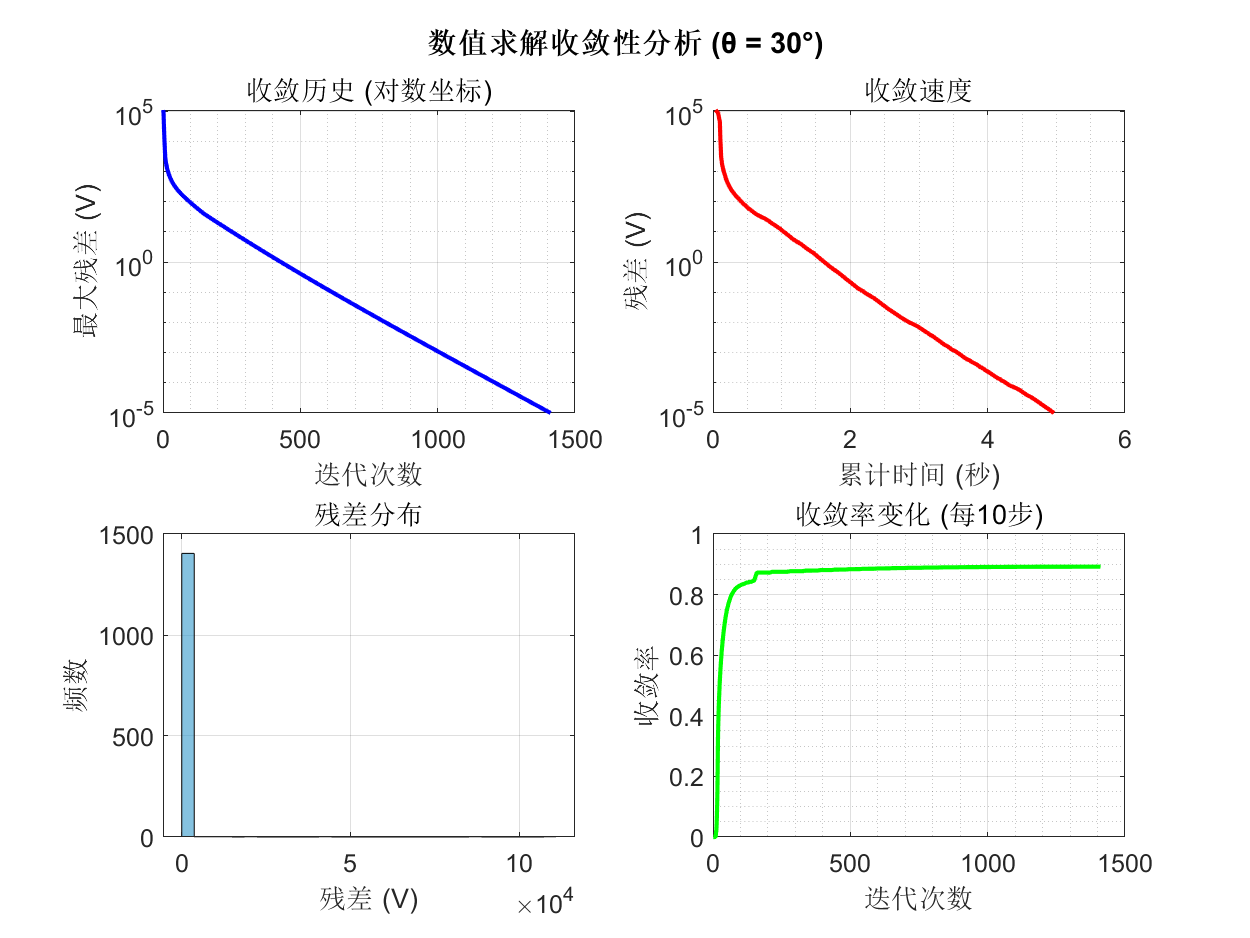 数值求解收敛性分析 (θ = 30°)
收敛历史 (对数坐标)
10^5
10^0
10^-5
最大残差 (V)
0 500 1000 1500
迭代次数
收敛速度
10^5
10^0
10^-5
残差 (V)
0 2 4 6
累计时间 (秒)
残差分布
1500
1000
500
0
频数
0 5 10
×10^4
残差 (V)
收敛率变化 (每10步)
1
0.8
0.6
0.4
0.2
0
收敛率
0 500 1000 1500
迭代次数